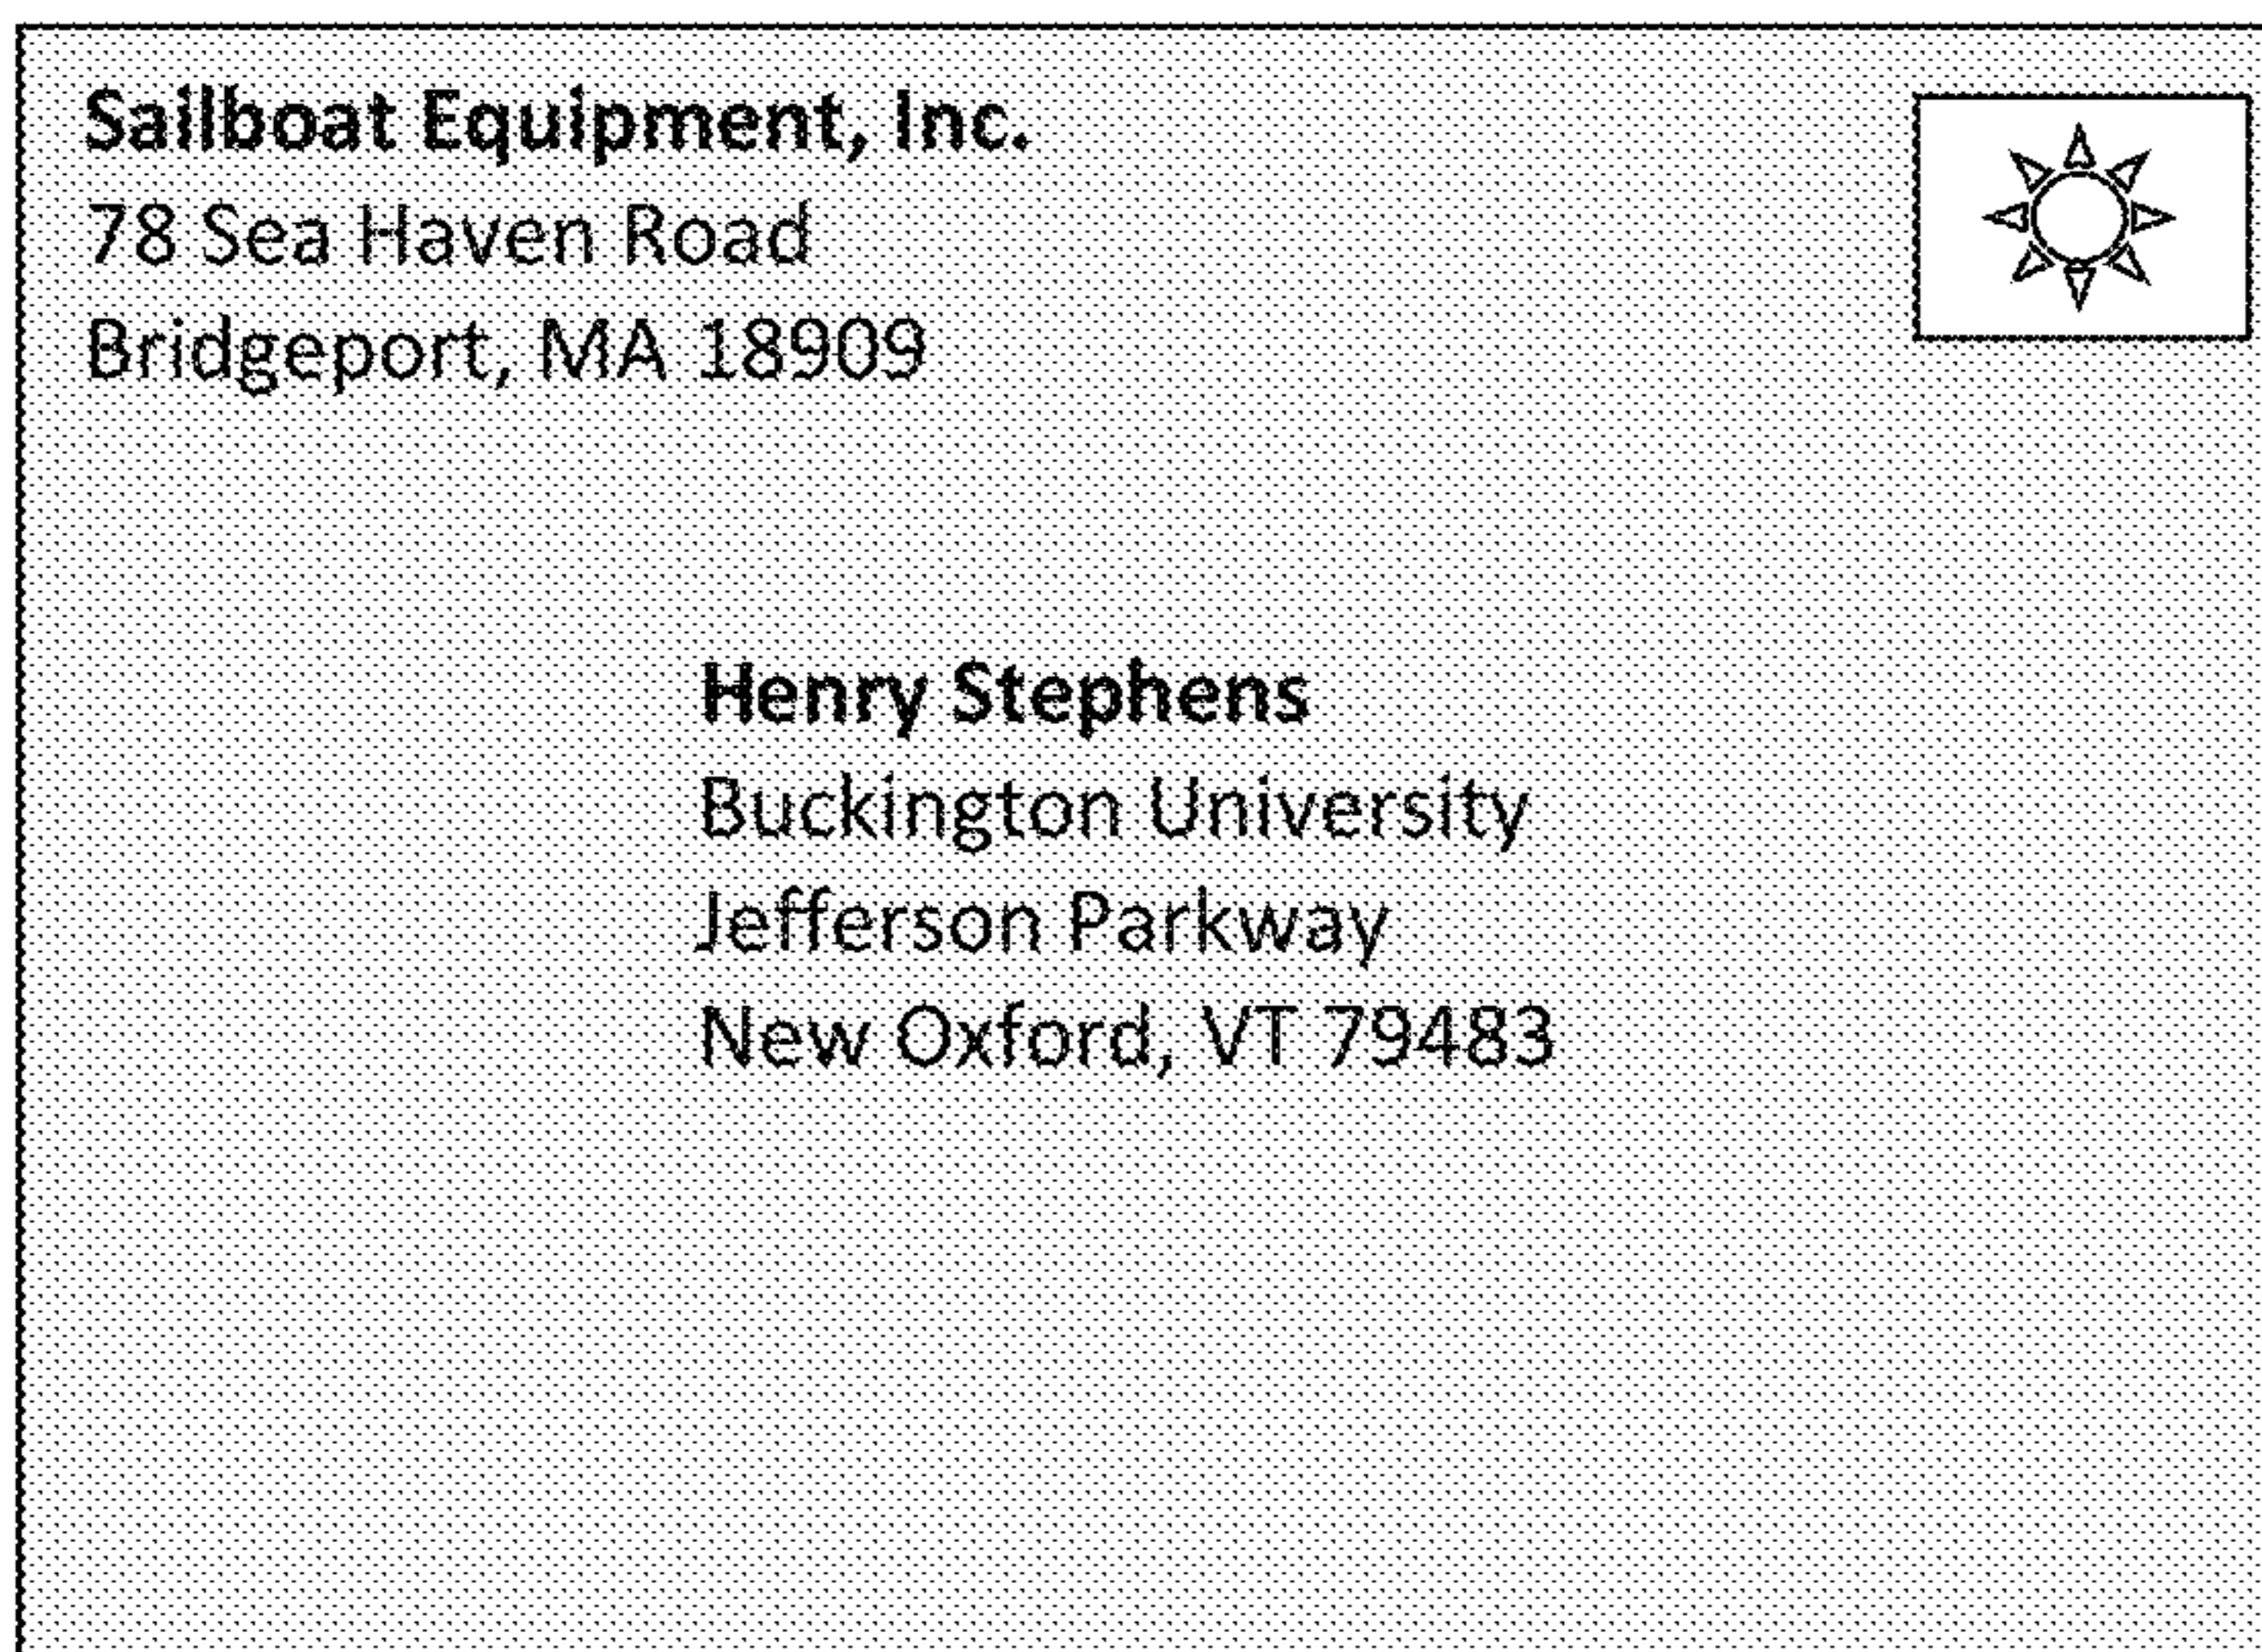 Sailboat Equipment, Inc.
78 Sea Haven Road
Bridgeport, MA 18909
Henry Stephens
Buckington University
Jefferson Parkway
New Oxford, VT 79483